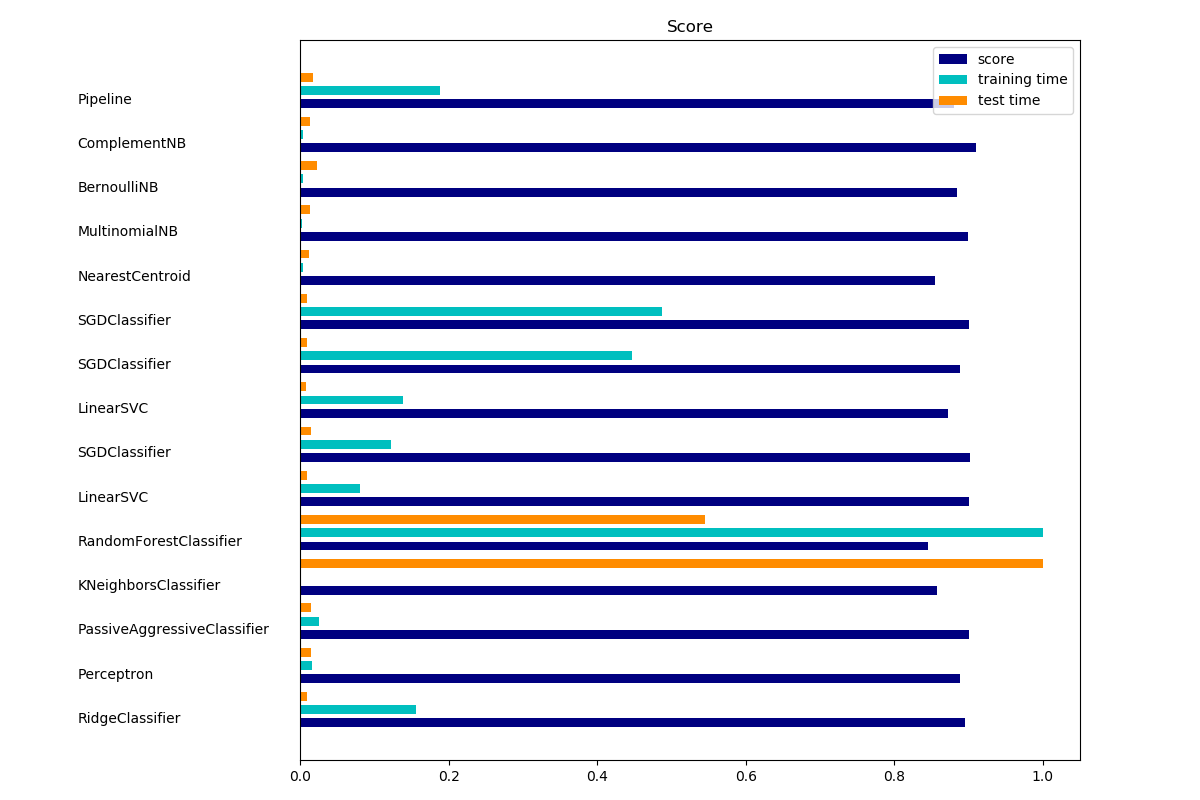 Score
score
training time
test time
Pipeline
ComplementNB
BernoulliNB
MultinomialNB
NearestCentroid
SGDClassifier
SGDClassifier
LinearSVC
SGDClassifier
LinearSVC
RandomForestClassifier
KNeighborsClassifier
PassiveAggressiveClassifier
Perceptron
RidgeClassifier
0.0 0.2 0.4 0.6 0.8 1.0